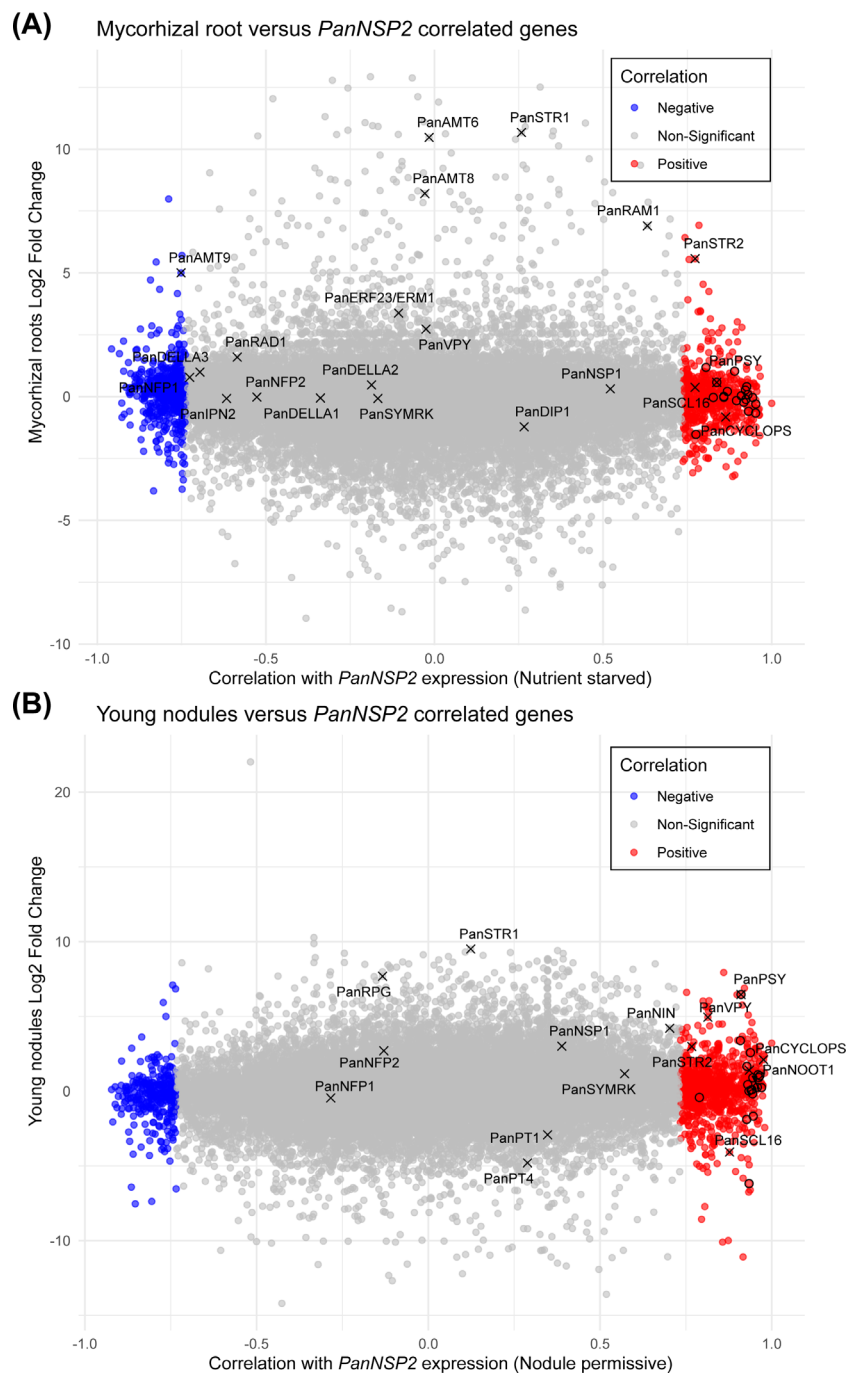 (A)
Mycorhizal root versus PanNSP2 correlated genes
Correlation
Negative
Non-Significant
Positive
PanAMT6
PanSTR1
PanAMT8
PanRAM1
PanSTR2
PanAMT9
PanERF23/ERM1
PanVPY
PanRAD1
PanDELLA3
PanDELLA2
PanPSY
PanNFP1
PanNFP2
PanNSP1
PanIPN2
PanDELLA1
PanSYMRK
PanDIP1
PanSCL16
PanCYCLOPS
10
5
0
-5
-10
Mycorhizal roots Log2 Fold Change
-1.0
-0.5
0.0
0.5
1.0
Correlation with PanNSP2 expression (Nutrient starved)
(B)
Young nodules versus PanNSP2 correlated genes
Correlation
Negative
Non-Significant
Positive
PanSTR1
PanRPG
PanPSY
PanVPY
PanNIN
PanNSP1
PanCYCLOPS
PanNFP2
PanSTR2
PanNOOT1
PanNFP1
PanSYMRK
PanPT1
PanSCL16
PanPT4
20
10
0
-10
Young nodules Log2 Fold Change
-1.0
-0.5
0.0
0.5
1.0
Correlation with PanNSP2 expression (Nodule permissive)